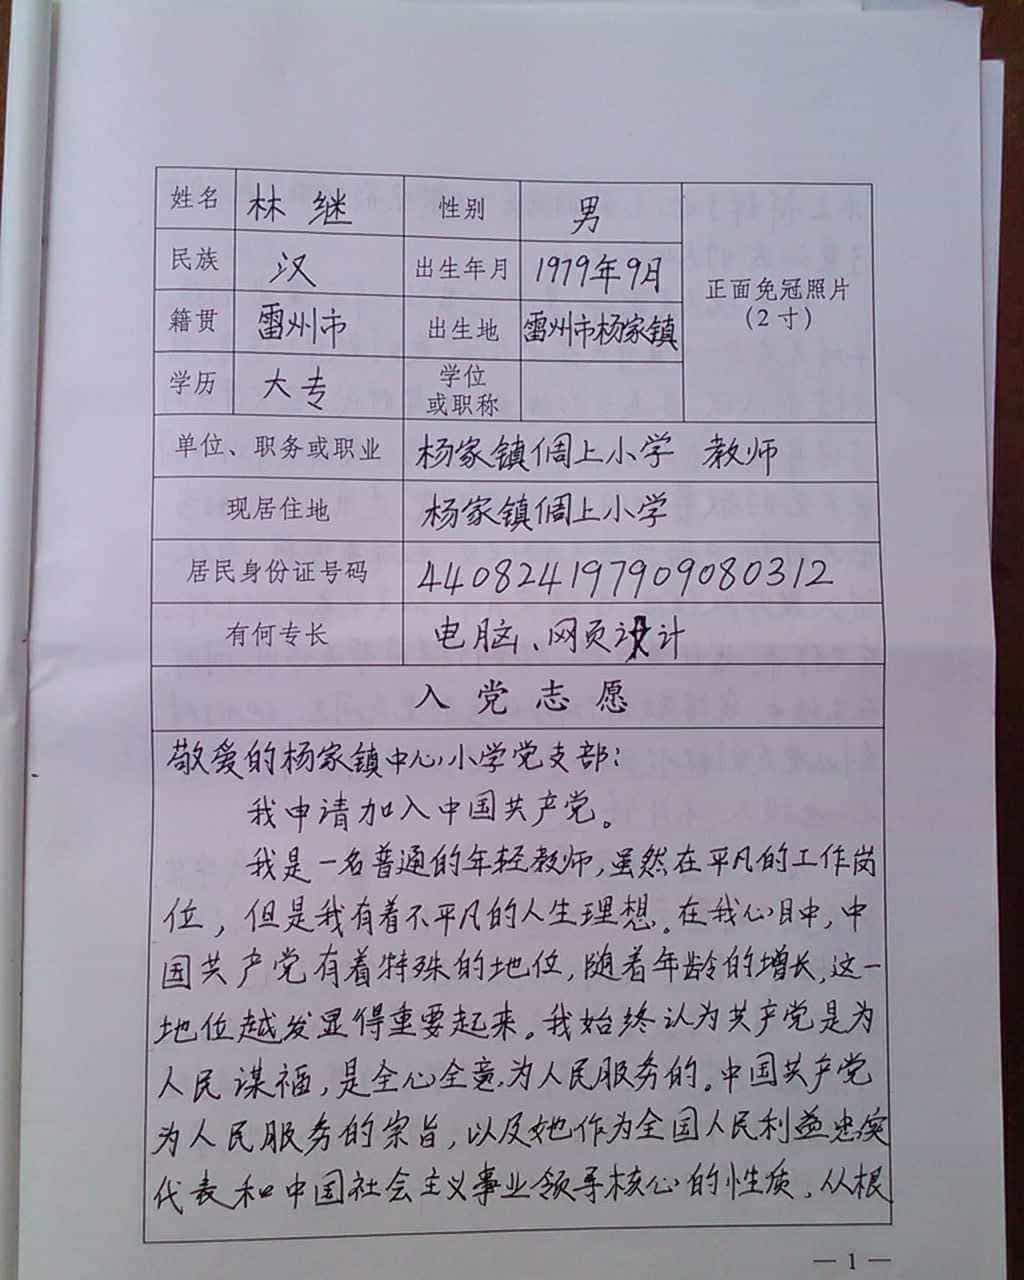 姓名 林继 性别 男
民族 汉 出生年月 1979年9月
正面免冠照片
(2寸)
籍贯 雷州市 出生地 雷州市杨家镇
学历 大专 学位
或职称
单位、职务或职业 杨家镇倜上小学 教师
现居住地 杨家镇倜上小学
居民身份证号码 440824197909080312
有何专长 电脑、网页设计
入党志愿
敬爱的杨家镇中心小学党支部:
我申请加入中国共产党。
我是一名普通的年轻教师,虽然在平凡的工作岗
位,但是我有着不平凡的人生理想。在我心目中,中
国共产党有着特殊的地位,随着年龄的增长,这一
地位越发显得重要起来。我始终认为共产党是为
人民谋福,是全心全意为人民服务的。中国共产党
为人民服务的宗旨,以及她作为全国人民利益忠实
代表和中国社会主义事业领导核心的性质,从根
— 1 —